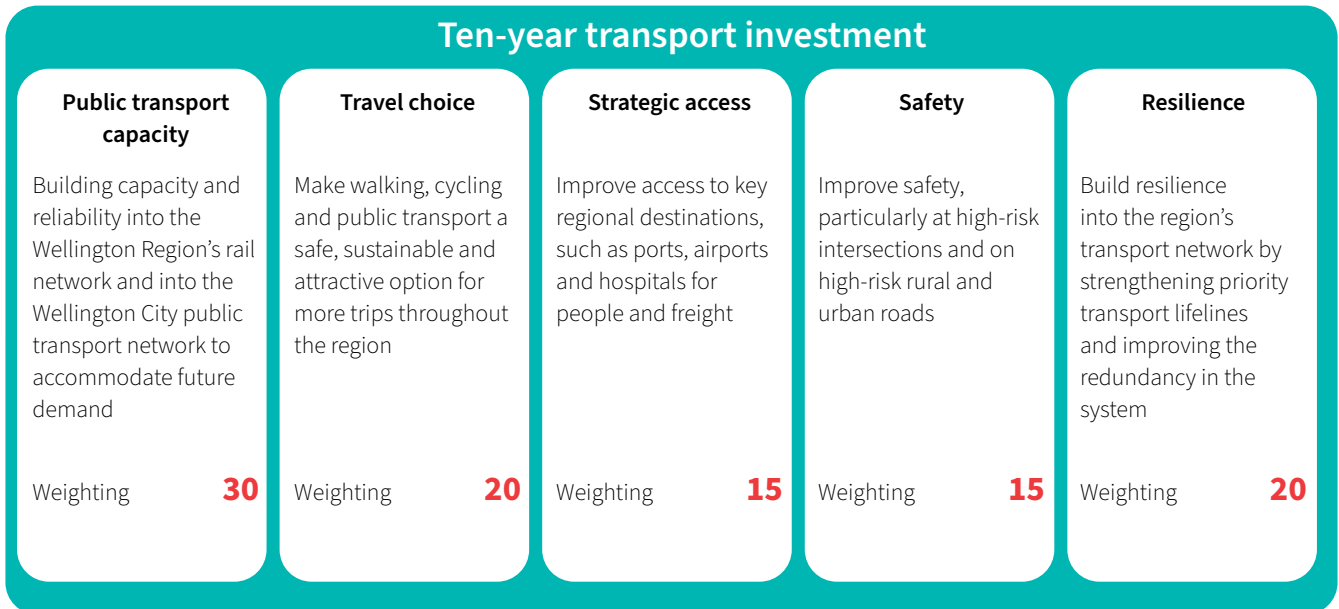 Ten-year transport investment
Public transport
capacity
Building capacity and
reliability into the
Wellington Region’s rail
network and into the
Wellington City public
transport network to
accommodate future
demand
Weighting 30
Travel choice
Make walking, cycling
and public transport a
safe, sustainable and
attractive option for
more trips throughout
the region
Weighting 20
Strategic access
Improve access to key
regional destinations,
such as ports, airports
and hospitals for
people and freight
Weighting 15
Safety
Improve safety,
particularly at high-risk
intersections and on
high-risk rural and
urban roads
Weighting 15
Resilience
Build resilience
into the region’s
transport network by
strengthening priority
transport lifelines
and improving the
redundancy in the
system
Weighting 20